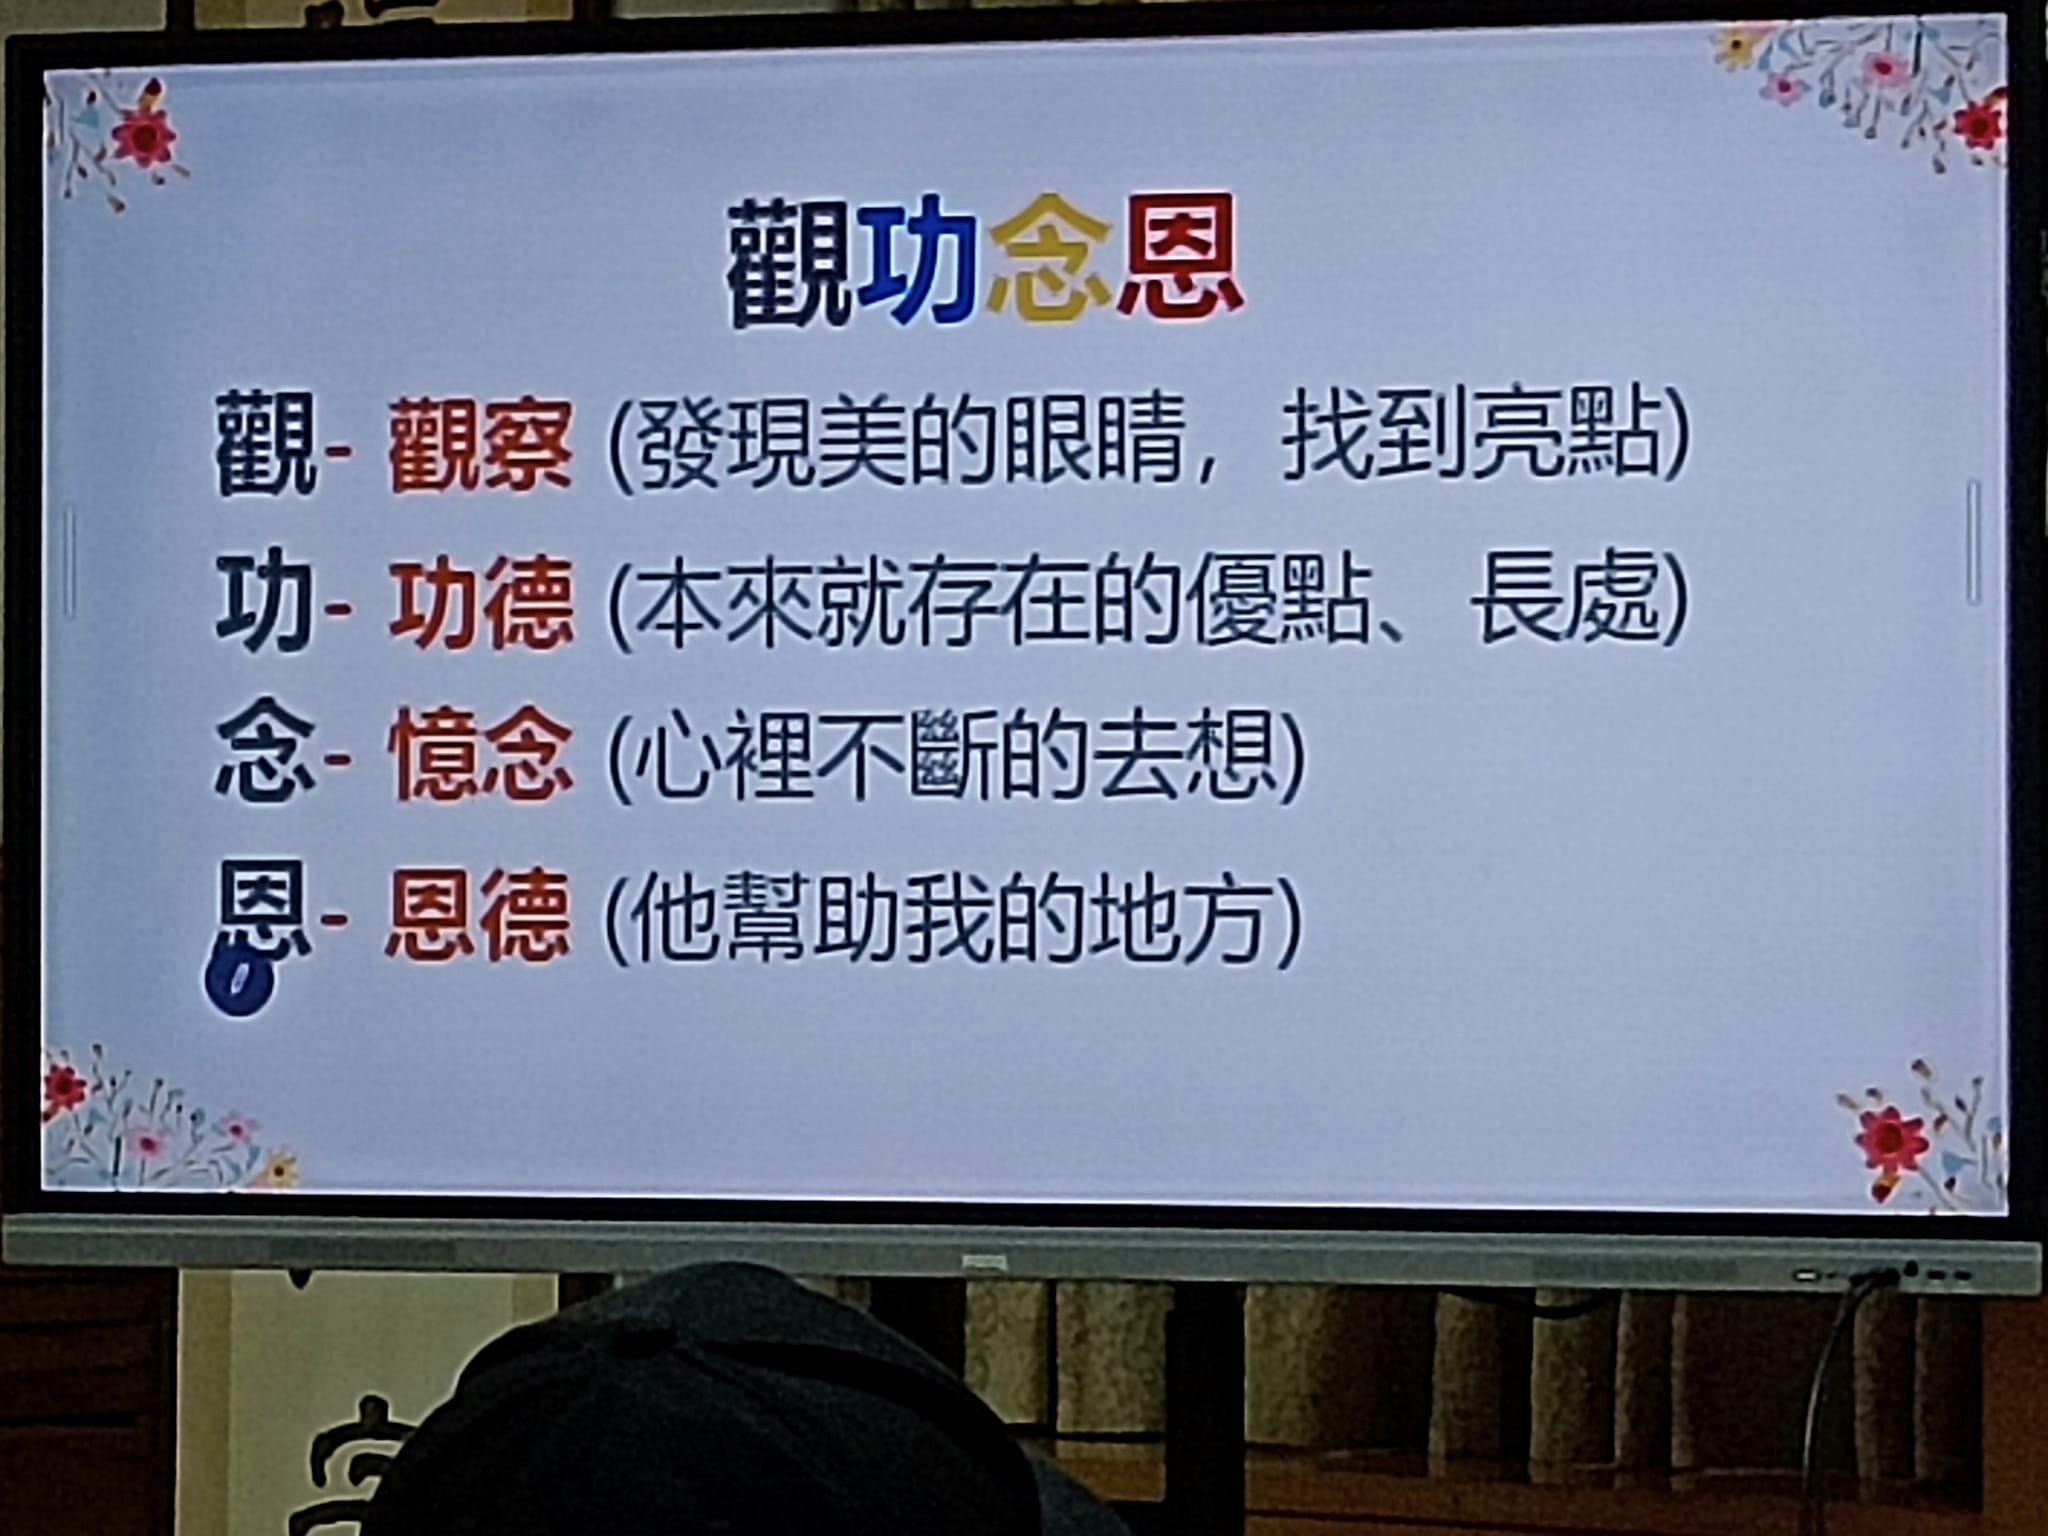 觀功念恩
觀- 觀察 (發現美的眼睛，找到亮點)
功- 功德 (本來就存在的優點、長處)
念- 憶念 (心裡不斷的去想)
恩- 恩德 (他幫助我的地方)